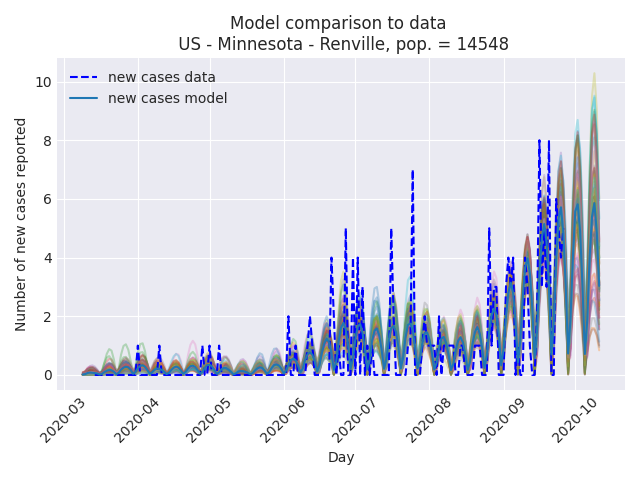 Model comparison to data
US - Minnesota - Renville, pop. = 14548
new cases data
new cases model
Number of new cases reported
10
8
6
4
2
0
2020-03
2020-04
2020-05
2020-06
2020-07
2020-08
2020-09
2020-10
Day